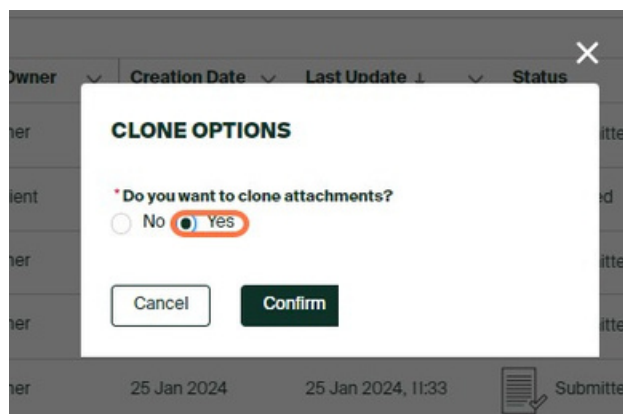 Owner Creation Date Last Update ↓ Status
CLONE OPTIONS
* Do you want to clone attachments?
No Yes
Cancel Confirm
25 Jan 2024 25 Jan 2024, 11:33 Submitte